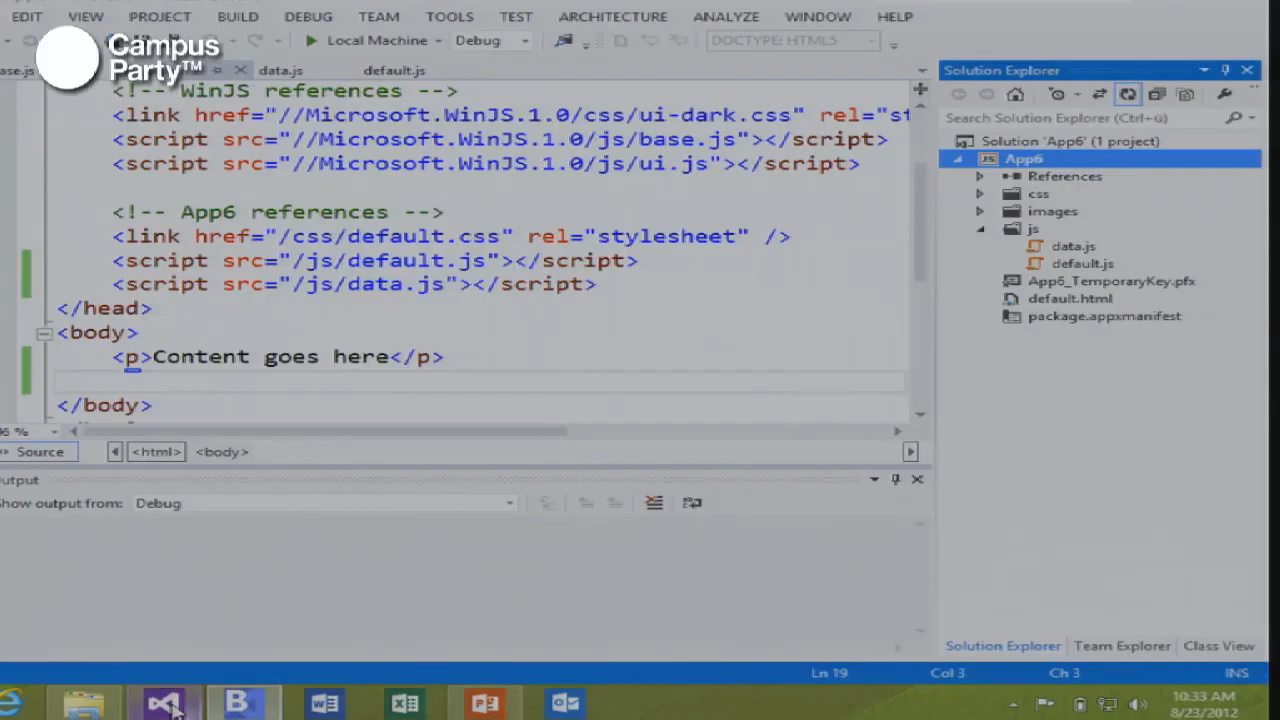 EDIT VIEW PROJECT BUILD DEBUG TEAM TOOLS TEST ARCHITECTURE ANALYZE WINDOW HELP
Local Machine Debug DOCTYPE: HTML5
Campus
Party™
ase.js data.js default.js
<!-- WinJS references -->
<link href="//Microsoft.WinJS.1.0/css/ui-dark.css" rel="st
<script src="//Microsoft.WinJS.1.0/js/base.js"></script>
<script src="//Microsoft.WinJS.1.0/js/ui.js"></script>
<!-- App6 references -->
<link href="/css/default.css" rel="stylesheet" />
<script src="/js/default.js"></script>
<script src="/js/data.js"></script>
</head>
<body>
<p>Content goes here</p>
</body>
Source <html> <body>
utput
how output from: Debug
Solution Explorer
Search Solution Explorer (Ctrl+ü)
Solution 'App6' (1 project)
JS App6
References
css
images
js
data.js
default.js
App6_TemporaryKey.pfx
default.html
package.appxmanifest
Solution Explorer Team Explorer Class View
Ln 19 Col 3 Ch 3 INS
10:33 AM
8/23/2012